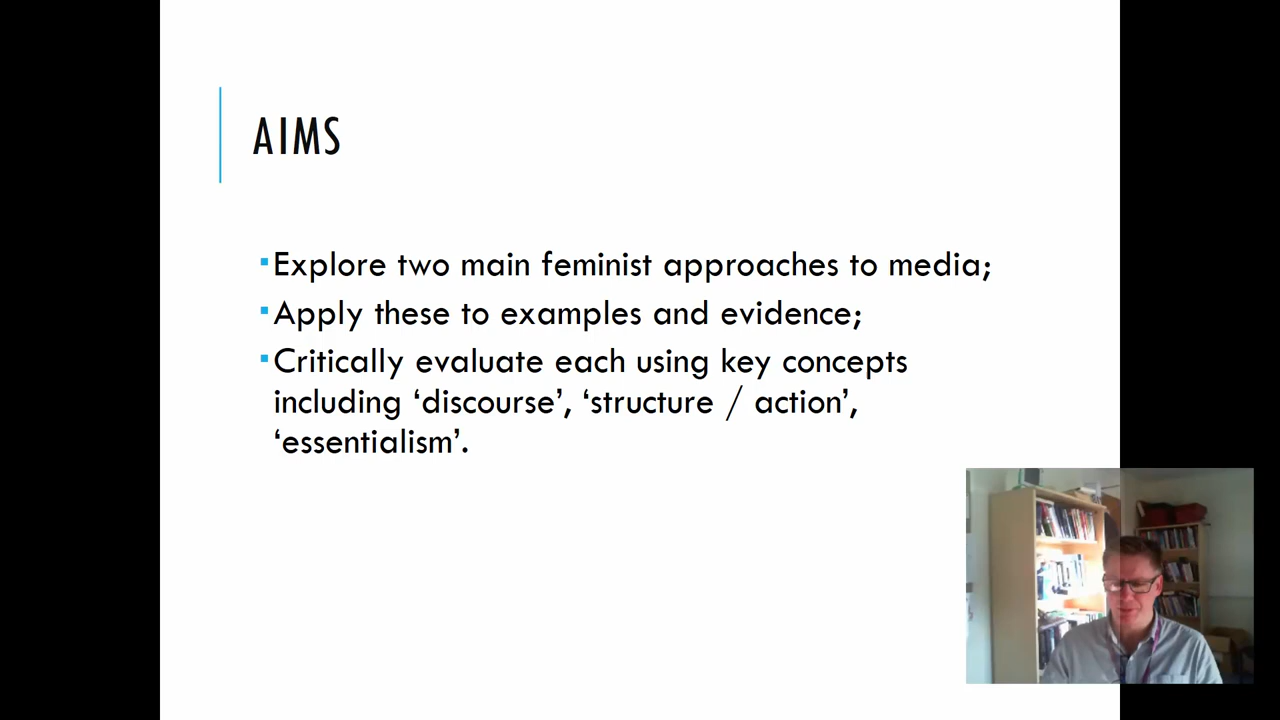 AIMS
Explore two main feminist approaches to media;
Apply these to examples and evidence;
Critically evaluate each using key concepts
including ‘discourse’, ‘structure / action’,
‘essentialism’.